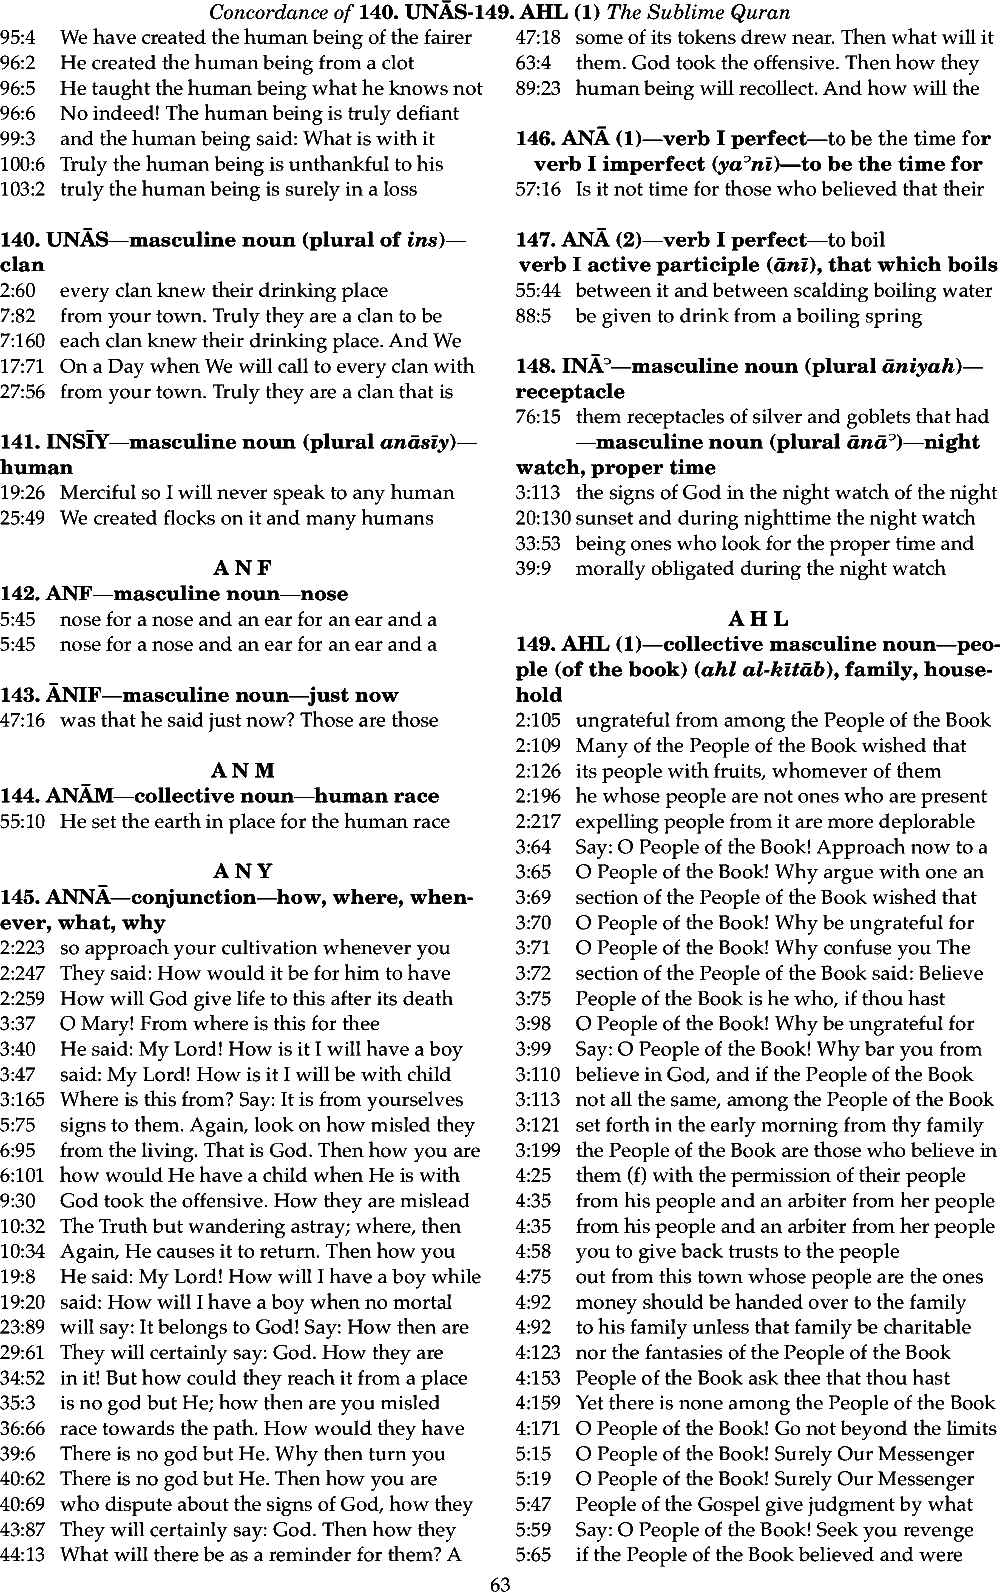 Concordance of 140. UNĀS-149. AHL (1) The Sublime Quran
95:4 We have created the human being of the fairer
96:2 He created the human being from a clot
96:5 He taught the human being what he knows not
96:6 No indeed! The human being is truly defiant
99:3 and the human being said: What is with it
100:6 Truly the human being is unthankful to his
103:2 truly the human being is surely in a loss
140. UNĀS—masculine noun (plural of ins)—
clan
2:60 every clan knew their drinking place
7:82 from your town. Truly they are a clan to be
7:160 each clan knew their drinking place. And We
17:71 On a Day when We will call to every clan with
27:56 from your town. Truly they are a clan that is
141. INSĪY—masculine noun (plural anāsīy)—
human
19:26 Merciful so I will never speak to any human
25:49 We created flocks on it and many humans
A N F
142. ANF—masculine noun—nose
5:45 nose for a nose and an ear for an ear and a
5:45 nose for a nose and an ear for an ear and a
143. ĀNIF—masculine noun—just now
47:16 was that he said just now? Those are those
A N M
144. ANĀM—collective noun—human race
55:10 He set the earth in place for the human race
A N Y
145. ANNĀ—conjunction—how, where, when-
ever, what, why
2:223 so approach your cultivation whenever you
2:247 They said: How would it be for him to have
2:259 How will God give life to this after its death
3:37 O Mary! From where is this for thee
3:40 He said: My Lord! How is it I will have a boy
3:47 said: My Lord! How is it I will be with child
3:165 Where is this from? Say: It is from yourselves
5:75 signs to them. Again, look on how misled they
6:95 from the living. That is God. Then how you are
6:101 how would He have a child when He is with
9:30 God took the offensive. How they are mislead
10:32 The Truth but wandering astray; where, then
10:34 Again, He causes it to return. Then how you
19:8 He said: My Lord! How will I have a boy while
19:20 said: How will I have a boy when no mortal
23:89 will say: It belongs to God! Say: How then are
29:61 They will certainly say: God. How they are
34:52 in it! But how could they reach it from a place
35:3 is no god but He; how then are you misled
36:66 race towards the path. How would they have
39:6 There is no god but He. Why then turn you
40:62 There is no god but He. Then how you are
40:69 who dispute about the signs of God, how they
43:87 They will certainly say: God. Then how they
44:13 What will there be as a reminder for them? A
47:18 some of its tokens drew near. Then what will it
63:4 them. God took the offensive. Then how they
89:23 human being will recollect. And how will the
146. ANĀ (1)—verb I perfect—to be the time for
verb I imperfect (yaʾnī)—to be the time for
57:16 Is it not time for those who believed that their
147. ANĀ (2)—verb I perfect—to boil
verb I active participle (ānī), that which boils
55:44 between it and between scalding boiling water
88:5 be given to drink from a boiling spring
148. INĀʾ—masculine noun (plural āniyah)—
receptacle
76:15 them receptacles of silver and goblets that had
—masculine noun (plural ānāʾ)—night
watch, proper time
3:113 the signs of God in the night watch of the night
20:130 sunset and during nighttime the night watch
33:53 being ones who look for the proper time and
39:9 morally obligated during the night watch
A H L
149. AHL (1)—collective masculine noun—peo-
ple (of the book) (ahl al-kītāb), family, house-
hold
2:105 ungrateful from among the People of the Book
2:109 Many of the People of the Book wished that
2:126 its people with fruits, whomever of them
2:196 he whose people are not ones who are present
2:217 expelling people from it are more deplorable
3:64 Say: O People of the Book! Approach now to a
3:65 O People of the Book! Why argue with one an
3:69 section of the People of the Book wished that
3:70 O People of the Book! Why be ungrateful for
3:71 O People of the Book! Why confuse you The
3:72 section of the People of the Book said: Believe
3:75 People of the Book is he who, if thou hast
3:98 O People of the Book! Why be ungrateful for
3:99 Say: O People of the Book! Why bar you from
3:110 believe in God, and if the People of the Book
3:113 not all the same, among the People of the Book
3:121 set forth in the early morning from thy family
3:199 the People of the Book are those who believe in
4:25 them (f) with the permission of their people
4:35 from his people and an arbiter from her people
4:35 from his people and an arbiter from her people
4:58 you to give back trusts to the people
4:75 out from this town whose people are the ones
4:92 money should be handed over to the family
4:92 to his family unless that family be charitable
4:123 nor the fantasies of the People of the Book
4:153 People of the Book ask thee that thou hast
4:159 Yet there is none among the People of the Book
4:171 O People of the Book! Go not beyond the limits
5:15 O People of the Book! Surely Our Messenger
5:19 O People of the Book! Surely Our Messenger
5:47 People of the Gospel give judgment by what
5:59 Say: O People of the Book! Seek you revenge
5:65 if the People of the Book believed and were
63